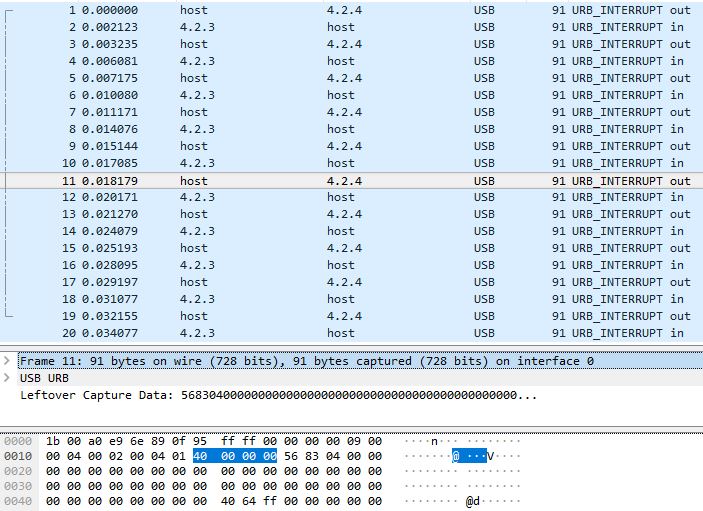 1 0.000000 host 4.2.4 USB 91 URB_INTERRUPT out
2 0.002123 4.2.3 host USB 91 URB_INTERRUPT in
3 0.003235 host 4.2.4 USB 91 URB_INTERRUPT out
4 0.006081 4.2.3 host USB 91 URB_INTERRUPT in
5 0.007175 host 4.2.4 USB 91 URB_INTERRUPT out
6 0.010080 4.2.3 host USB 91 URB_INTERRUPT in
7 0.011171 host 4.2.4 USB 91 URB_INTERRUPT out
8 0.014076 4.2.3 host USB 91 URB_INTERRUPT in
9 0.015144 host 4.2.4 USB 91 URB_INTERRUPT out
10 0.017085 4.2.3 host USB 91 URB_INTERRUPT in
11 0.018179 host 4.2.4 USB 91 URB_INTERRUPT out
12 0.020171 4.2.3 host USB 91 URB_INTERRUPT in
13 0.021270 host 4.2.4 USB 91 URB_INTERRUPT out
14 0.024079 4.2.3 host USB 91 URB_INTERRUPT in
15 0.025193 host 4.2.4 USB 91 URB_INTERRUPT out
16 0.028095 4.2.3 host USB 91 URB_INTERRUPT in
17 0.029197 host 4.2.4 USB 91 URB_INTERRUPT out
18 0.031077 4.2.3 host USB 91 URB_INTERRUPT in
19 0.032155 host 4.2.4 USB 91 URB_INTERRUPT out
20 0.034077 4.2.3 host USB 91 URB_INTERRUPT in
Frame 11: 91 bytes on wire (728 bits), 91 bytes captured (728 bits) on interface 0
USB URB
Leftover Capture Data: 568304000000000000000000000000000000000000000000...
0000 1b 00 a0 e9 6e 89 0f 95 ff ff 00 00 00 00 09 00 ····n··· ········
0010 00 04 00 02 00 04 01 40 00 00 00 56 83 04 00 00 ·······@ ···V····
0020 00 00 00 00 00 00 00 00 00 00 00 00 00 00 00 00 ········ ········
0030 00 00 00 00 00 00 00 00 00 00 00 00 00 00 00 00 ········ ········
0040 00 00 00 00 00 00 00 00 40 64 ff 00 00 00 00 00 ········ @d······